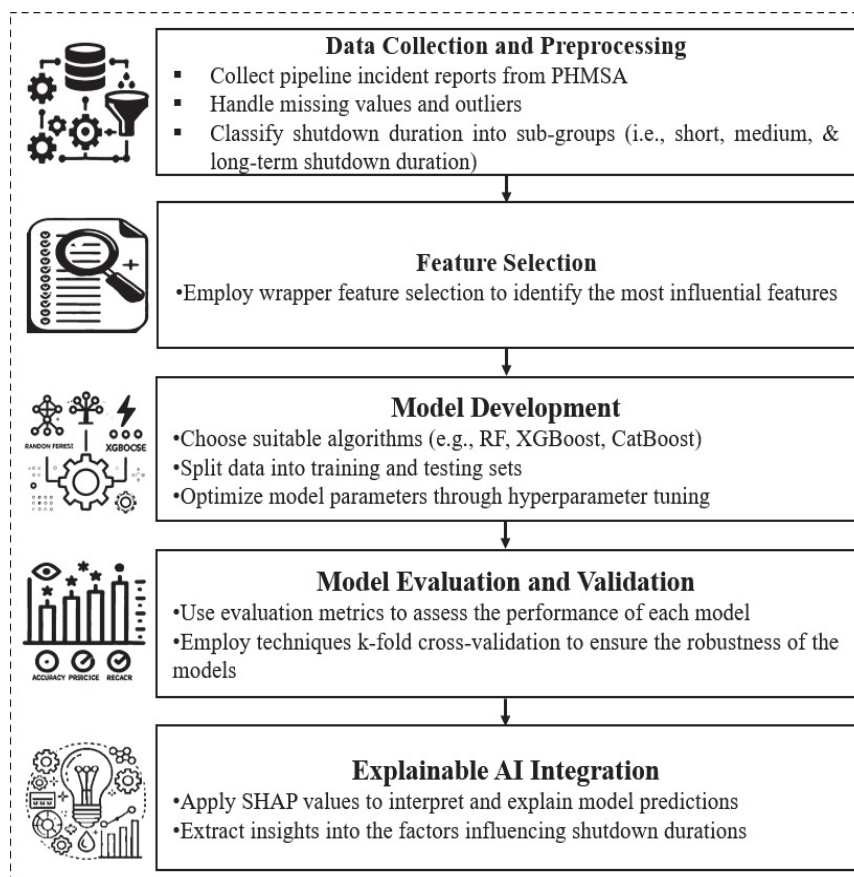 Data Collection and Preprocessing
▪ Collect pipeline incident reports from PHMSA
▪ Handle missing values and outliers
▪ Classify shutdown duration into sub-groups (i.e., short, medium, &
long-term shutdown duration)
Feature Selection
•Employ wrapper feature selection to identify the most influential features
RANDON FEREST
XGBOCSE
Model Development
•Choose suitable algorithms (e.g., RF, XGBoost, CatBoost)
•Split data into training and testing sets
•Optimize model parameters through hyperparameter tuning
ACCURACY PRIRCICE RECACR
Model Evaluation and Validation
•Use evaluation metrics to assess the performance of each model
•Employ techniques k-fold cross-validation to ensure the robustness of the
models
Explainable AI Integration
•Apply SHAP values to interpret and explain model predictions
•Extract insights into the factors influencing shutdown durations